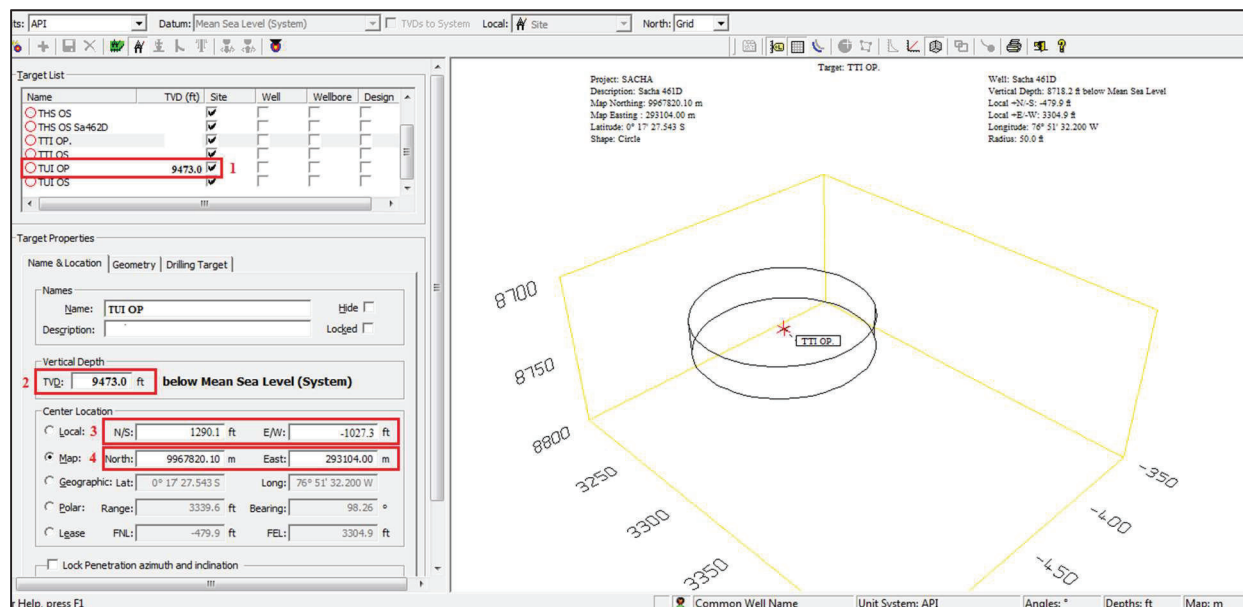 ts: API Datum: Mean Sea Level (System) TVDs to System Local: Site North: Grid
Target List
Name TVD (ft) Site Well Wellbore Design
THS OS
THS OS Sa462D
TTI OP.
TTI OS
TUI OP 9473.0 1
TUI OS
Target Properties
Name & Location Geometry Drilling Target
Names
Name: TUI OP Hide
Description: Locked
Vertical Depth
2 TVD: 9473.0 ft below Mean Sea Level (System)
Center Location
Local: 3 N/S: 1290.1 ft E/W: -1027.3 ft
Map: 4 North: 9967820.10 m East: 293104.00 m
Geographic: Lat: 0° 17' 27.543 S Long: 76° 51' 32.200 W
Polar: Range: 3339.6 ft Bearing: 98.26 °
Lease FNL: -479.9 ft FEL: 3304.9 ft
Lock Penetration azimuth and inclination
Target: TTI OP.
Project: SACHA
Description: Sacha 461D
Map Northing: 9967820.10 m
Map Easting : 293104.00 m
Latitude: 0° 17' 27.543 S
Shape: Circle
Well: Sacha 461D
Vertical Depth: 8718.2 ft below Mean Sea Level
Local +N/-S: -479.9 ft
Local +E/-W: 3304.9 ft
Longitude: 76° 51' 32.200 W
Radius: 50.0 ft
8700
8750
8800
TTI OP.
3250
3300
3350
-350
-400
-450
r Help, press F1 Common Well Name Unit System: API Angles: ° Depths: ft Map: m